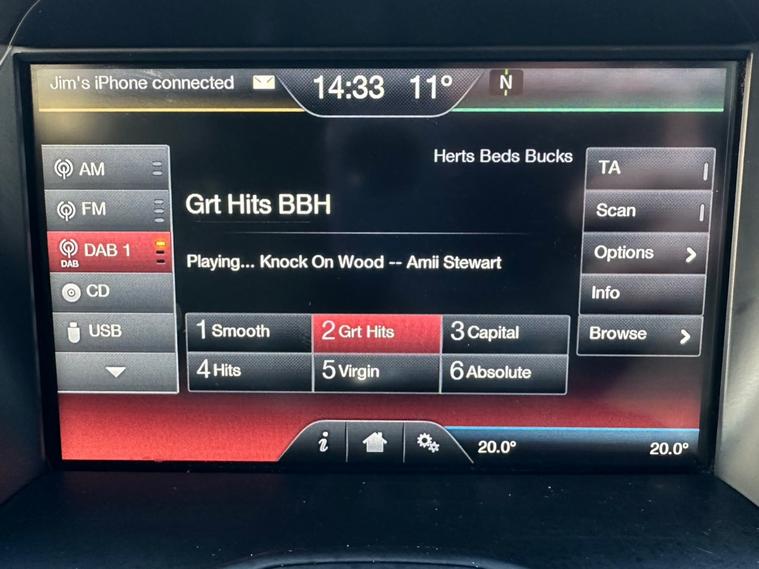 Jim's iPhone connected
14:33 11°
N
Herts Beds Bucks
AM
FM
DAB 1
DAB
CD
USB
Grt Hits BBH
Playing... Knock On Wood -- Amii Stewart
1 Smooth
2 Grt Hits
3 Capital
4 Hits
5 Virgin
6 Absolute
TA
Scan
Options
Info
Browse
i
20.0°
20.0°